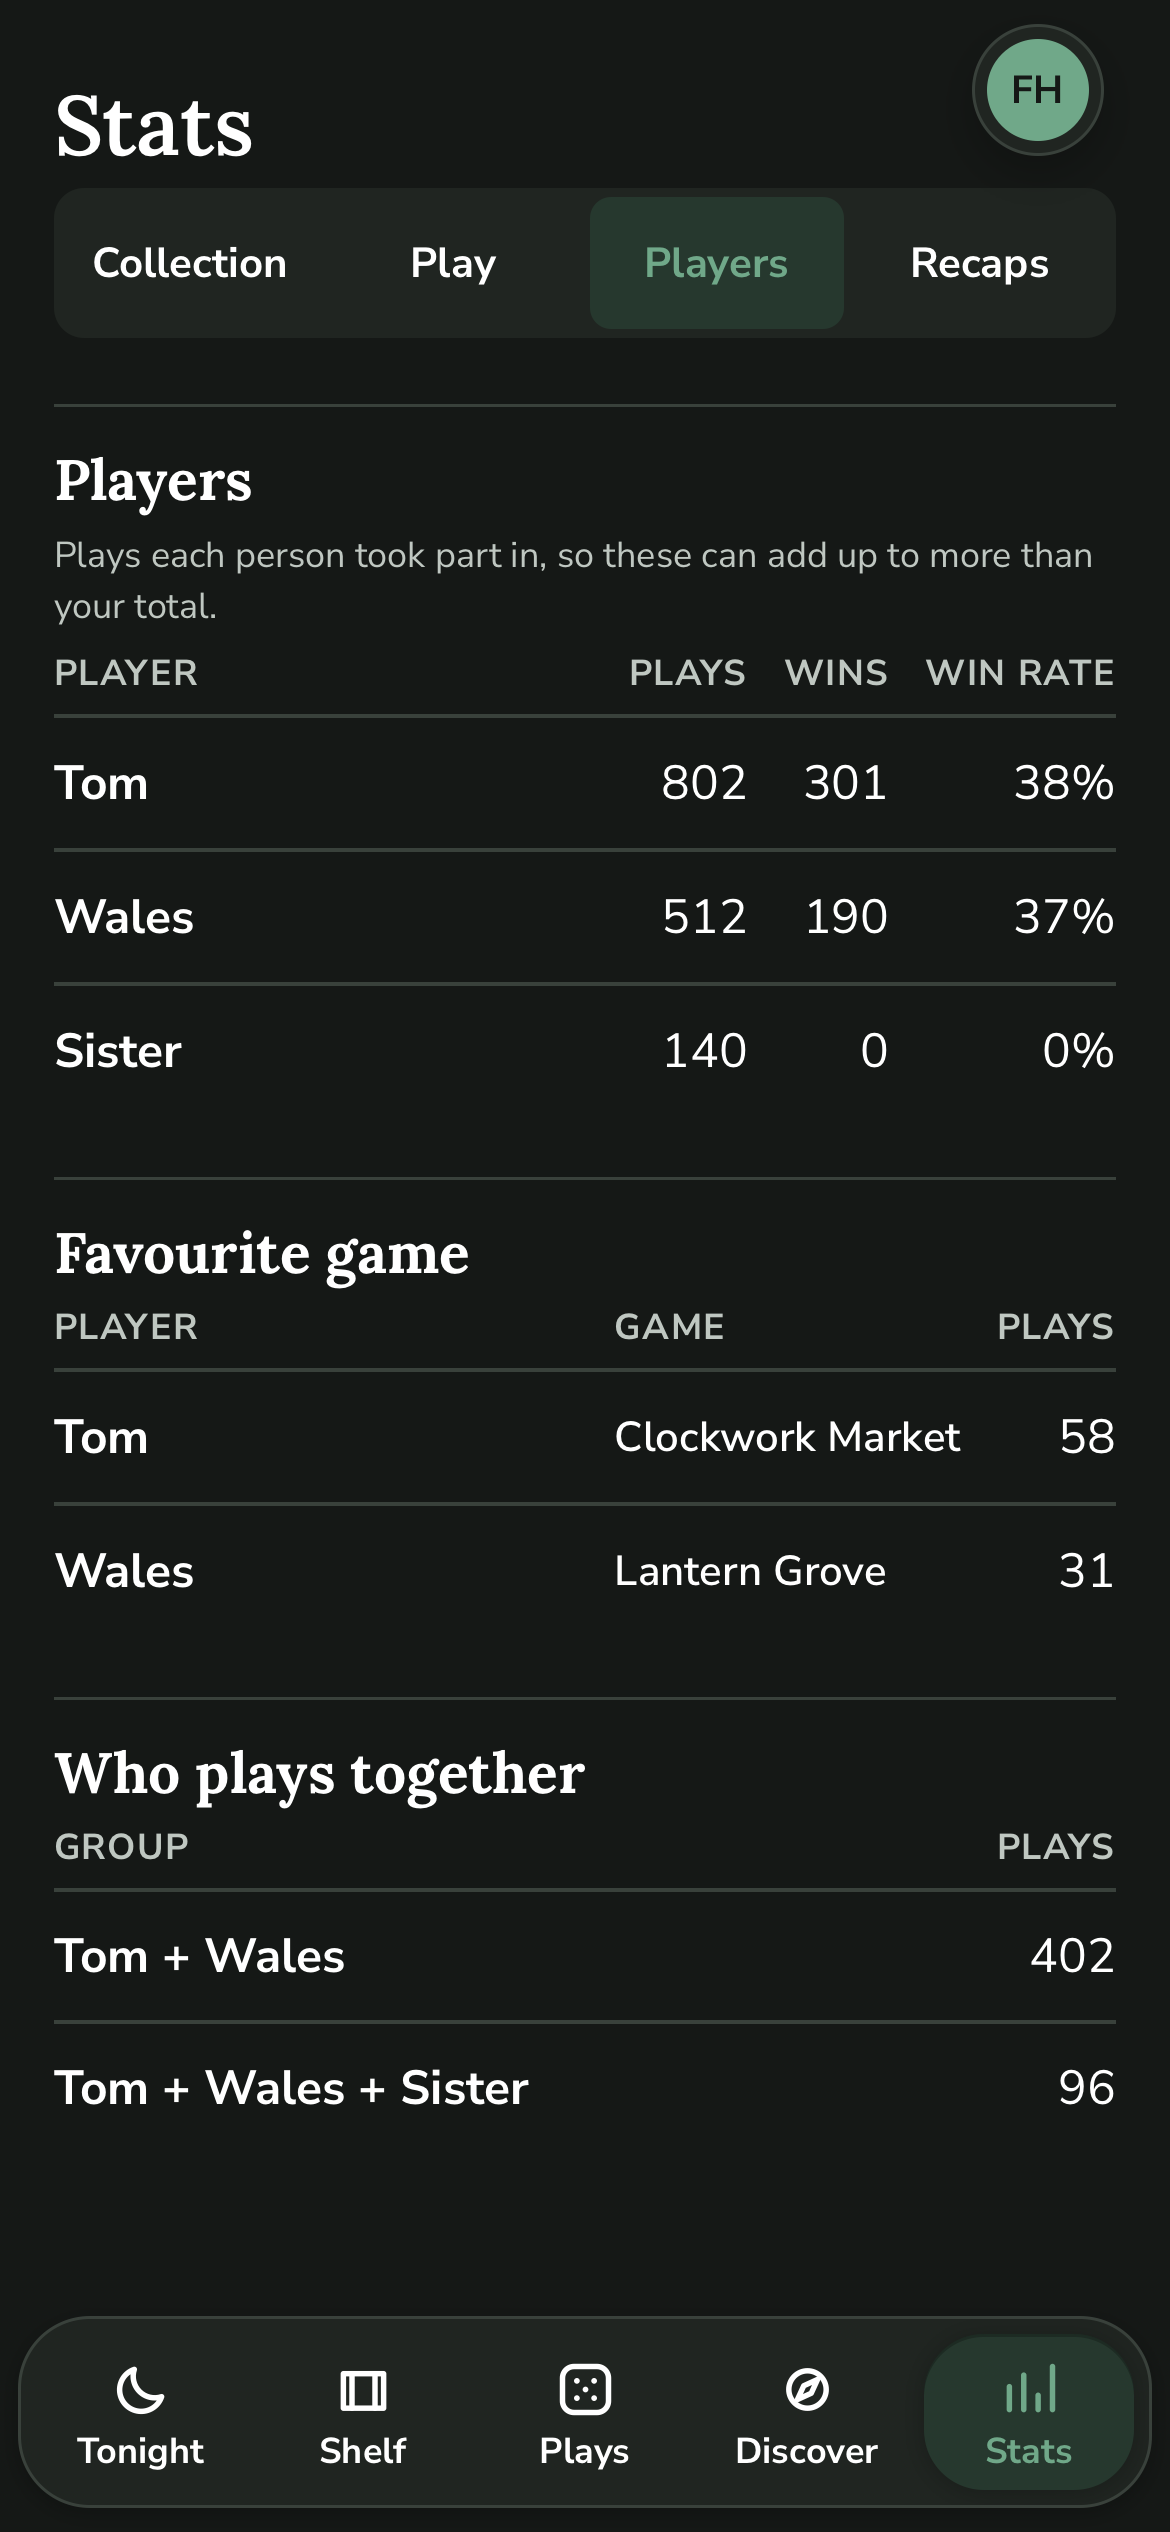 Stats
FH
Collection Play Players Recaps
Players
Plays each person took part in, so these can add up to more than
your total.
PLAYER PLAYS WINS WIN RATE
Tom 802 301 38%
Wales 512 190 37%
Sister 140 0 0%
Favourite game
PLAYER GAME PLAYS
Tom Clockwork Market 58
Wales Lantern Grove 31
Who plays together
GROUP PLAYS
Tom + Wales 402
Tom + Wales + Sister 96
Tonight Shelf Plays Discover Stats